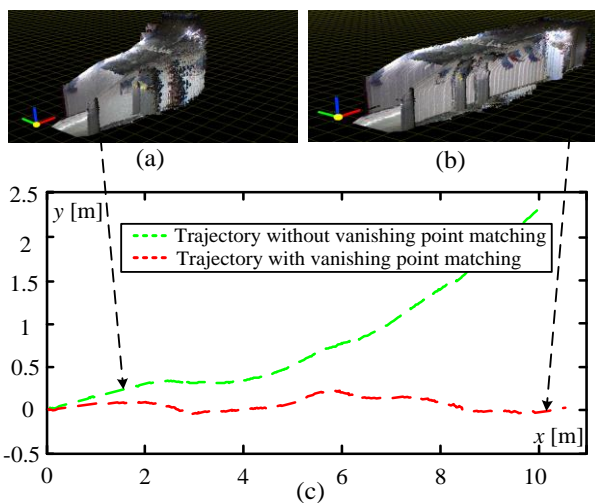 (a)
(b)
2.5
y [m]
2
Trajectory without vanishing point matching
Trajectory with vanishing point matching
1.5
1
0.5
0
x [m]
-0.5
0
2
4
6
8
10
(c)